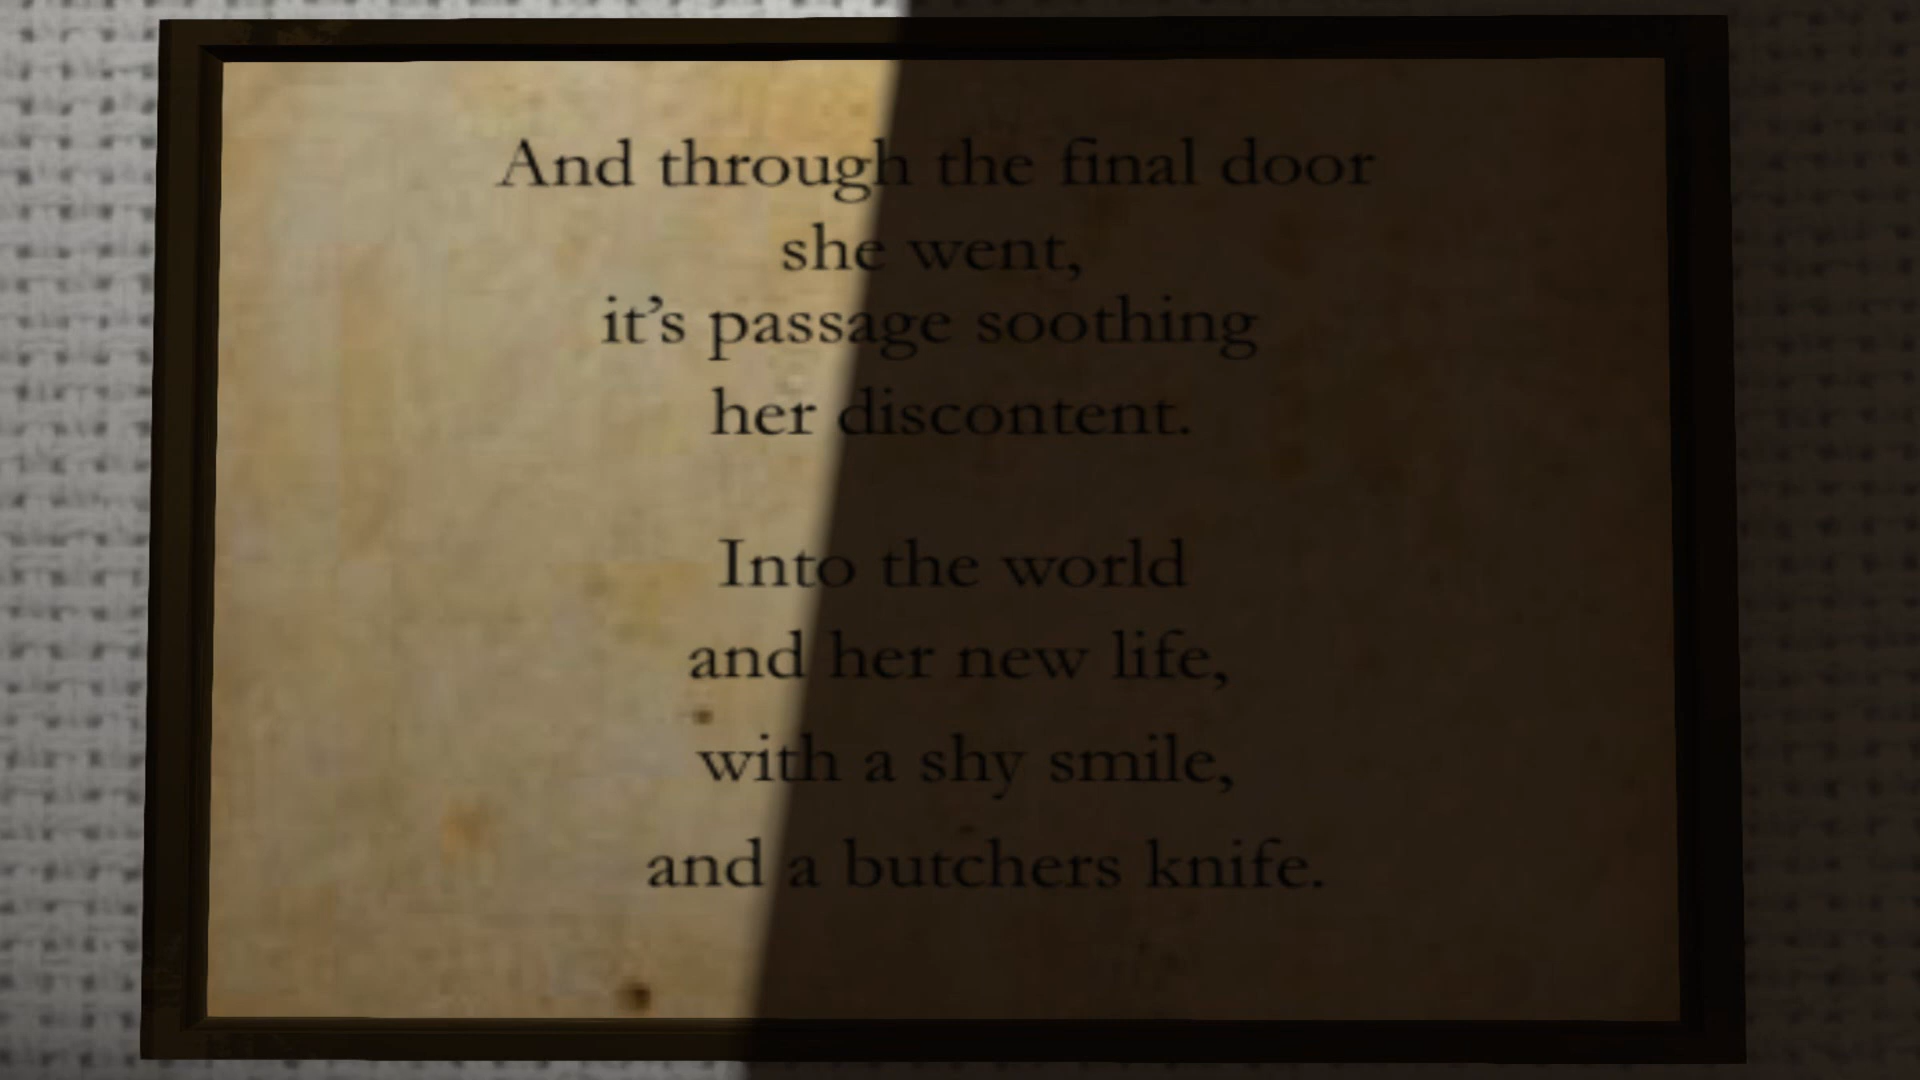 And through the final door
she went,
it’s passage soothing
her discontent.
Into the world
and her new life,
with a shy smile,
and a butchers knife.